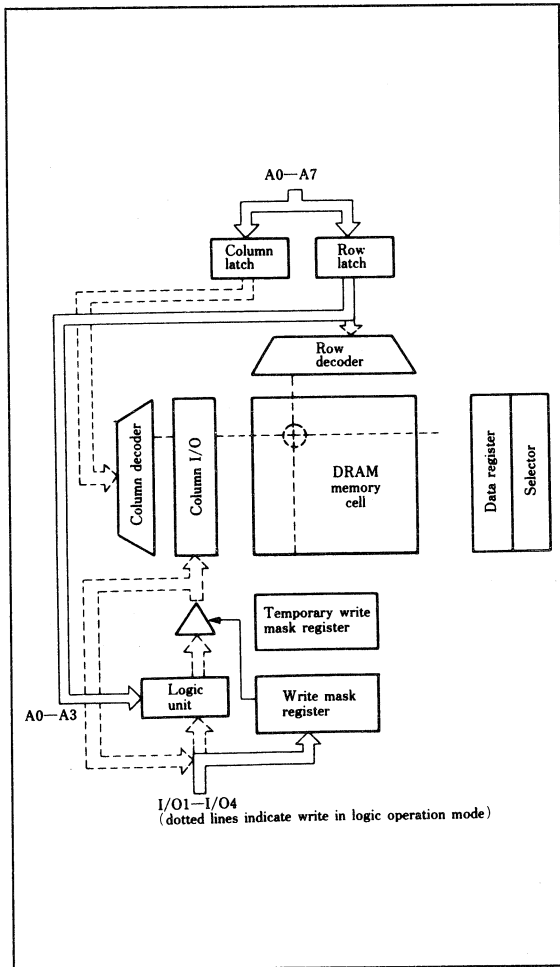 A0—A7
Column
latch
Row
latch
Row
decoder
Column decoder
Column I/O
DRAM
memory
cell
Data register
Selector
Temporary write
mask register
Logic
unit
Write mask
register
A0—A3
I/O1—I/O4
(dotted lines indicate write in logic operation mode)